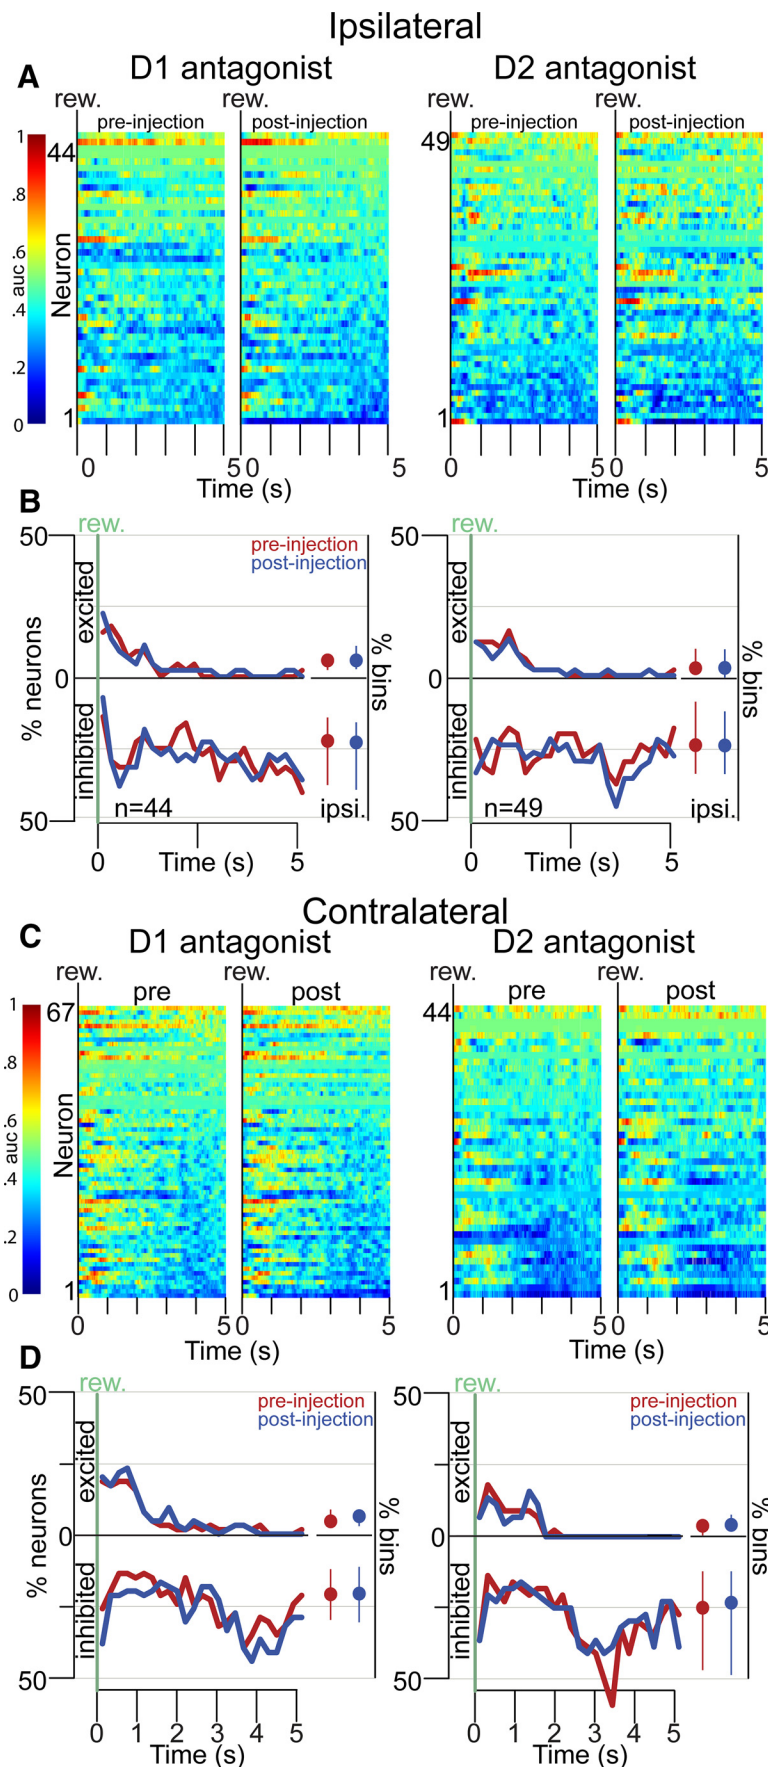 Ipsilateral
A
D1 antagonist
D2 antagonist
rew.
rew.
rew.
rew.
pre-injection
post-injection
pre-injection
post-injection
1
.8
.6
.4
.2
0
auc
44
Neuron
1
49
1
0
5
0
5
0
5
0
5
Time (s)
Time (s)
B
rew.
rew.
50
0
50
% neurons
excited
inhibited
pre-injection
post-injection
n=44
ipsi.
% bins
50
0
50
excited
inhibited
n=49
ipsi.
% bins
0
5
Time (s)
0
5
Time (s)
Contralateral
C
D1 antagonist
D2 antagonist
rew.
rew.
rew.
rew.
pre
post
pre
post
1
.8
.6
.4
.2
0
auc
67
Neuron
1
44
1
0
5
0
5
0
5
0
5
Time (s)
Time (s)
D
rew.
rew.
50
0
50
% neurons
excited
inhibited
pre-injection
post-injection
% bins
50
0
50
excited
inhibited
pre-injection
post-injection
% bins
0 1 2 3 4 5
Time (s)
0 1 2 3 4 5
Time (s)